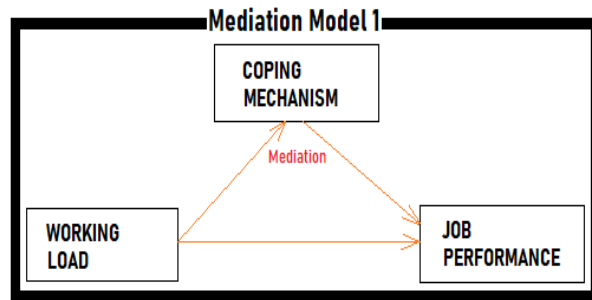 Mediation Model 1
COPING
MECHANISM
Mediation
WORKING
LOAD
JOB
PERFORMANCE